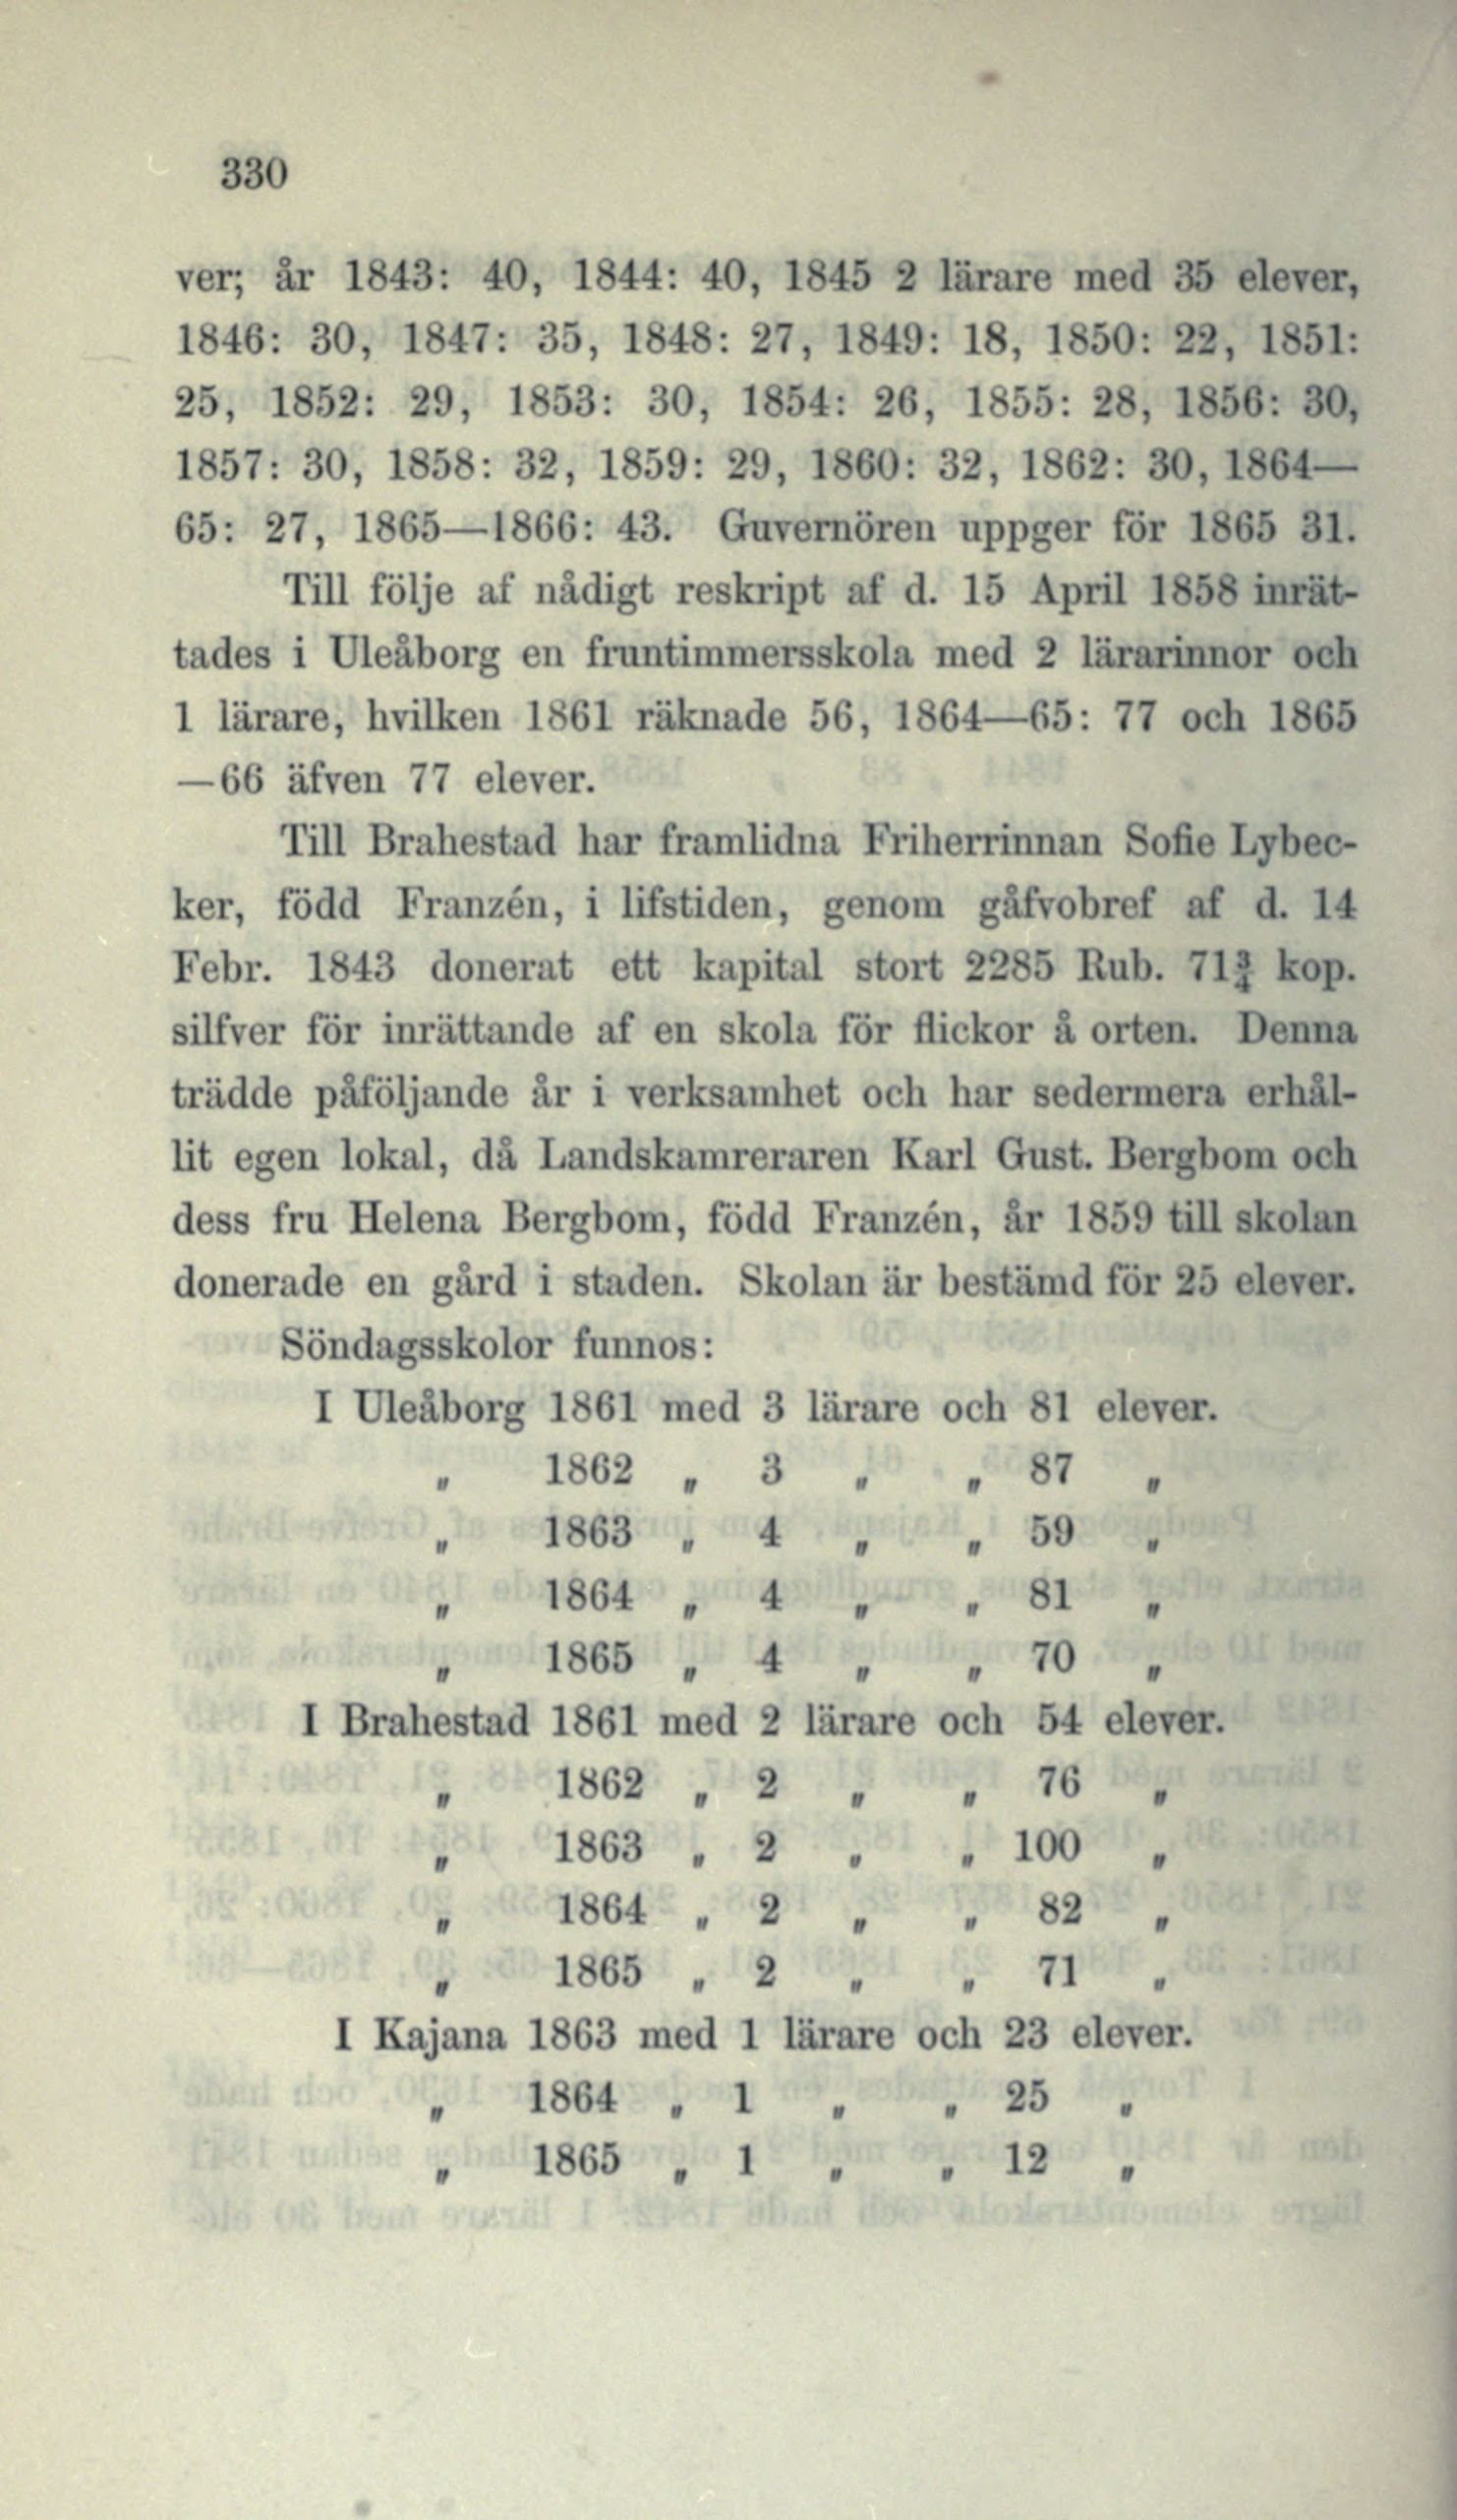 330
ver; år 1843: 40, 1844: 40, 1845 2 lärare med 35 elever,
1846: 30, 1847: 35, 1848: 27, 1849: 18, 1850: 22, 1851:
25, 1852: 29, 1853: 30, 1854: 26, 1855: 28, 1856: 30,
1857: 30, 1858: 32, 1859: 29, 1860: 32, 1862: 30, 1864—
65: 27, 1865—1866: 43. Guvernören uppger för 1865 31.
Till följe af nådigt reskript af d. 15 April 1858 inrät-
tades i Uleåborg en fruntimmersskola med 2 lärarinnor och
1 lärare, hvilken 1861 räknade 56, 1864—65: 77 och 1865
—66 äfven 77 elever.
Till Brahestad har framlidna Friherrinnan Sofie Lybec-
ker, född Franzén, i lifstiden, genom gåfvobref af d. 14
Febr. 1843 donerat ett kapital stort 2285 Rub. 71¾ kop.
silfver för inrättande af en skola för flickor å orten. Denna
trädde påföljande år i verksamhet och har sedermera erhål-
lit egen lokal, då Landskamreraren Karl Gust. Bergbom och
dess fru Helena Bergbom, född Franzén, år 1859 till skolan
donerade en gård i staden. Skolan är bestämd för 25 elever.
Söndagsskolor funnos:
I Uleåborg 1861 med 3 lärare och 81 elever.
„ 1862 „ 3 „ „ 87 „
„ 1863 „ 4 „ „ 59 „
„ 1864 „ 4 „ „ 81 „
„ 1865 „ 4 „ „ 70 „
I Brahestad 1861 med 2 lärare och 54 elever.
„ 1862 „ 2 „ „ 76 „
„ 1863 „ 2 „ „ 100 „
„ 1864 „ 2 „ „ 82 „
„ 1865 „ 2 „ „ 71 „
I Kajana 1863 med 1 lärare och 23 elever.
„ 1864 „ 1 „ „ 25 „
„ 1865 „ 1 „ „ 12 „